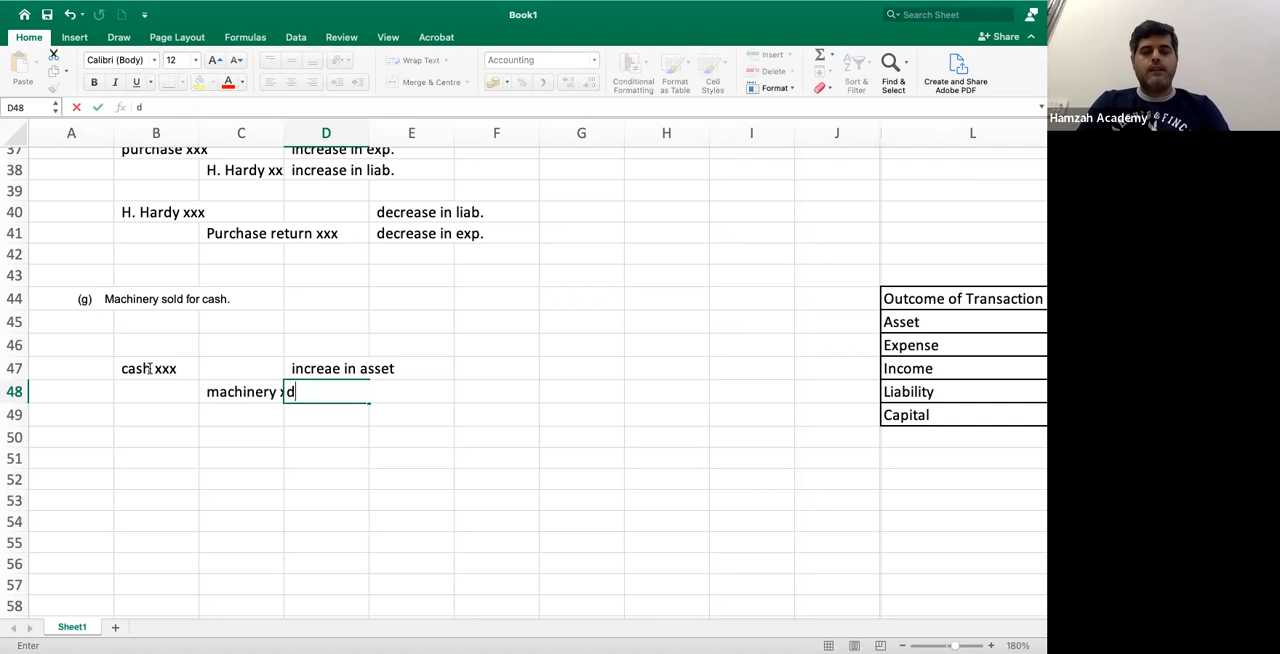 Book1
Search Sheet
Home Insert Draw Page Layout Formulas Data Review View Acrobat
Share
Paste
Calibri (Body) 12
B I U
Wrap Text
Merge & Centre
Accounting
Conditional Formatting
Format as Table
Cell Styles
Insert
Delete
Format
Sort & Filter
Find & Select
Create and Share Adobe PDF
D48 fx d
A B C D E F G H I J L
37 purchase xxx increase in exp.
38 H. Hardy xx increase in liab.
39
40 H. Hardy xxx decrease in liab.
41 Purchase return xxx decrease in exp.
42
43
44 (g) Machinery sold for cash. Outcome of Transaction
45 Asset
46 Expense
47 cash xxx increae in asset Income
48 machinery x d Liability
49 Capital
50
51
52
53
54
55
56
57
58
Sheet1
Enter
180%
Hamzah Academy